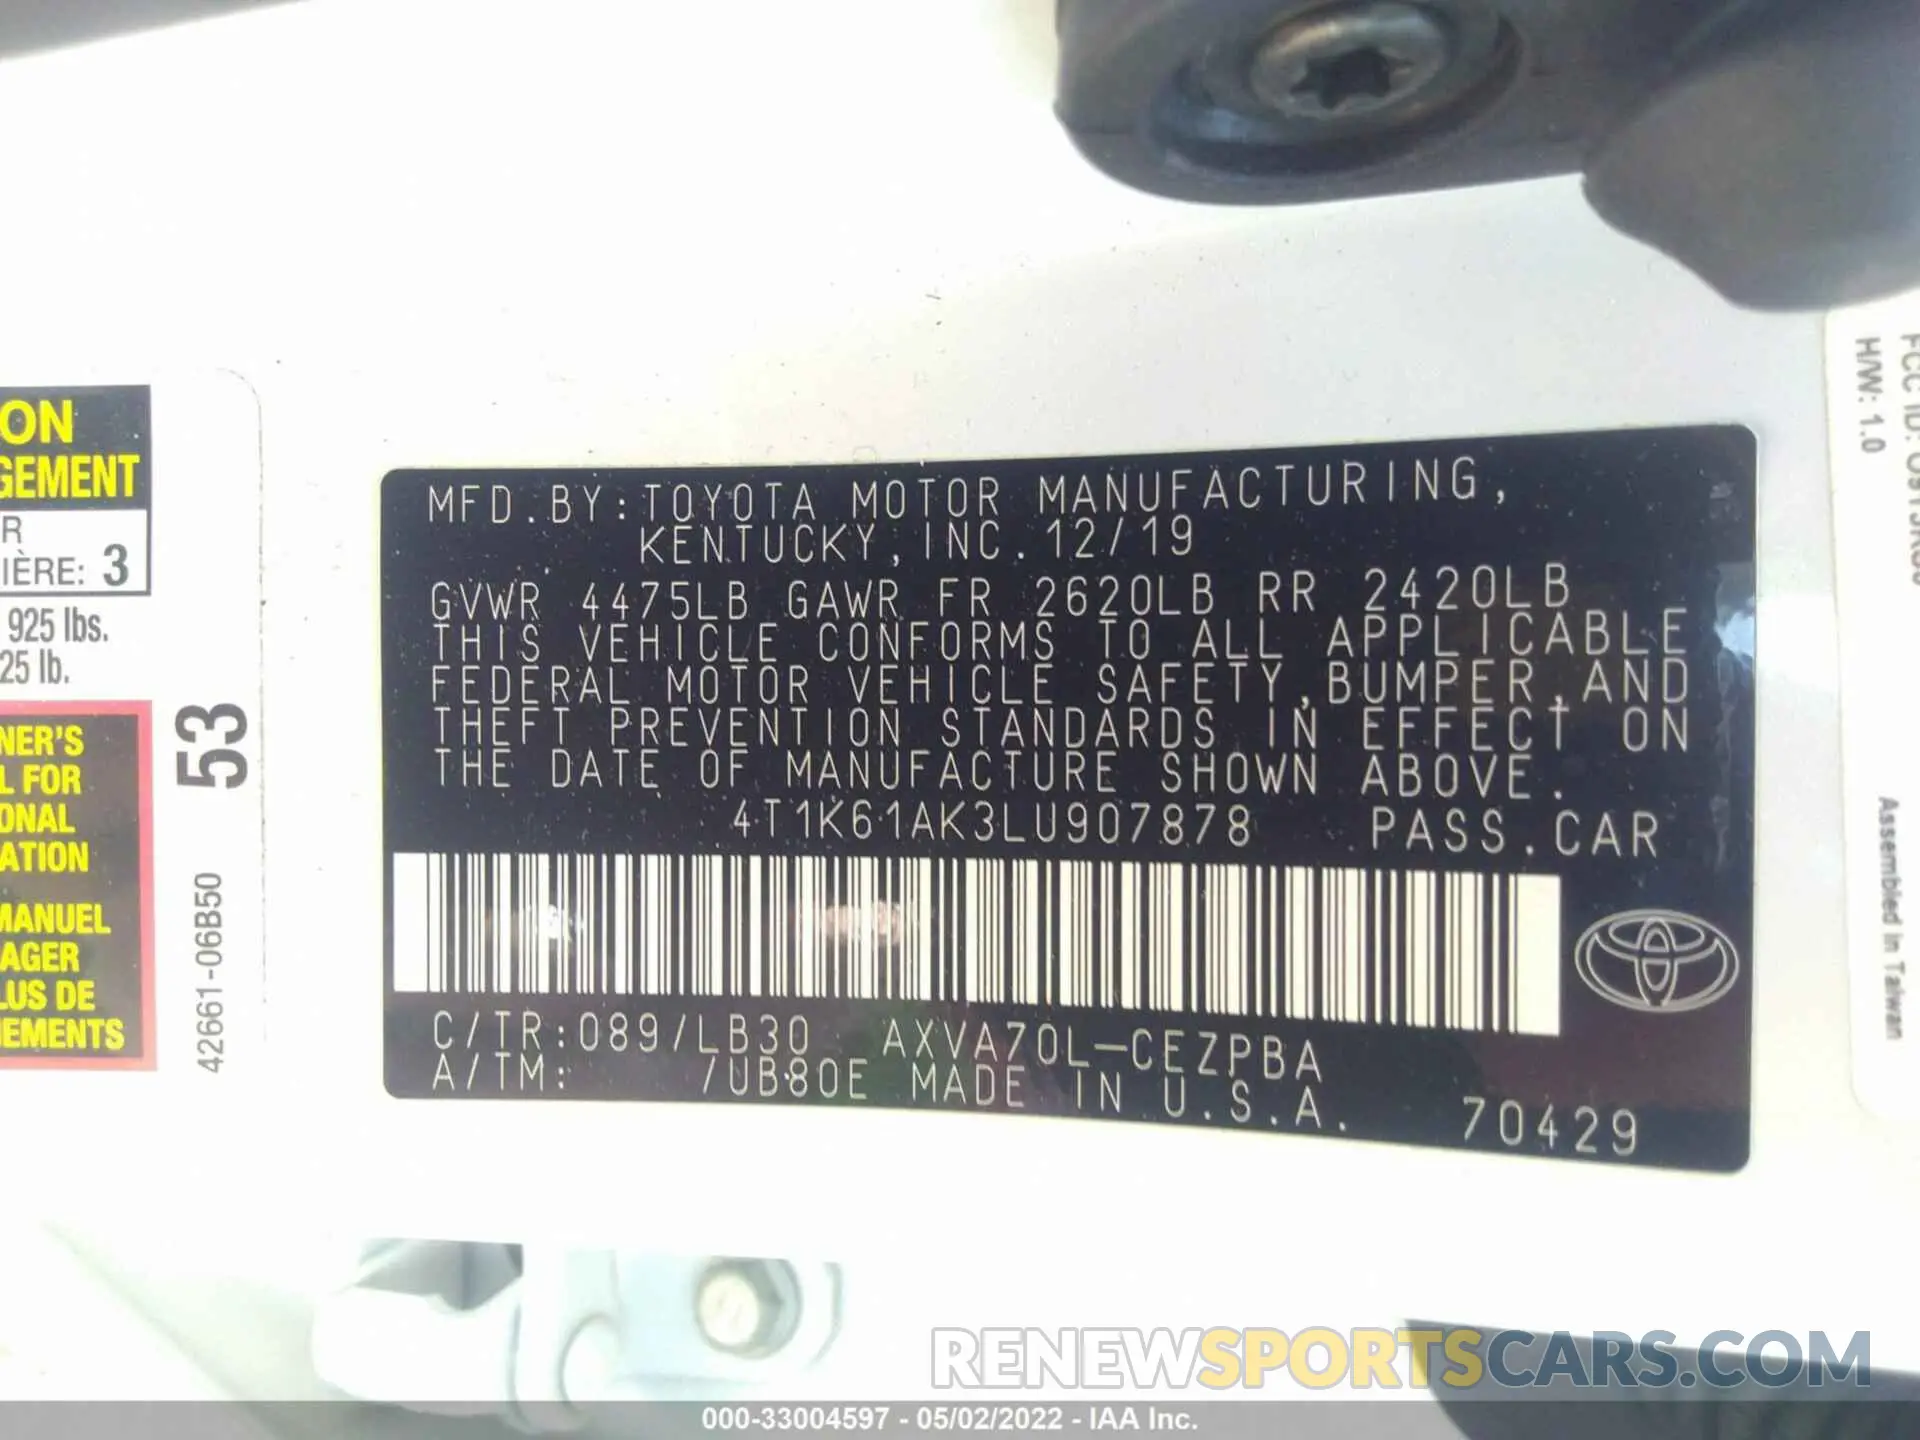 ON
GEMENT
R
IÈRE: 3
925 lbs.
25 lb.
NER'S
L FOR
ONAL
ATION
MANUEL
AGER
LUS DE
EMENTS
53
42661-06B50
MFD.BY:TOYOTA MOTOR MANUFACTURING,
KENTUCKY,INC. 12/19
GVWR 4475LB GAWR FR 2620LB RR 2420LB
THIS VEHICLE CONFORMS TO ALL APPLICABLE
FEDERAL MOTOR VEHICLE SAFETY,BUMPER,AND
THEFT PREVENTION STANDARDS IN EFFECT ON
THE DATE OF MANUFACTURE SHOWN ABOVE.
4T1K61AK3LU907878 PASS.CAR
C/TR:089/LB30 AXVA70L-CEZPBA
A/TM: /UB80E MADE IN U.S.A. 70429
FCC ID:
H/W: 1.0
Assembled in Taiwan
RENEWSPORTSCARS.COM
000-33004597 - 05/02/2022 - IAA Inc.